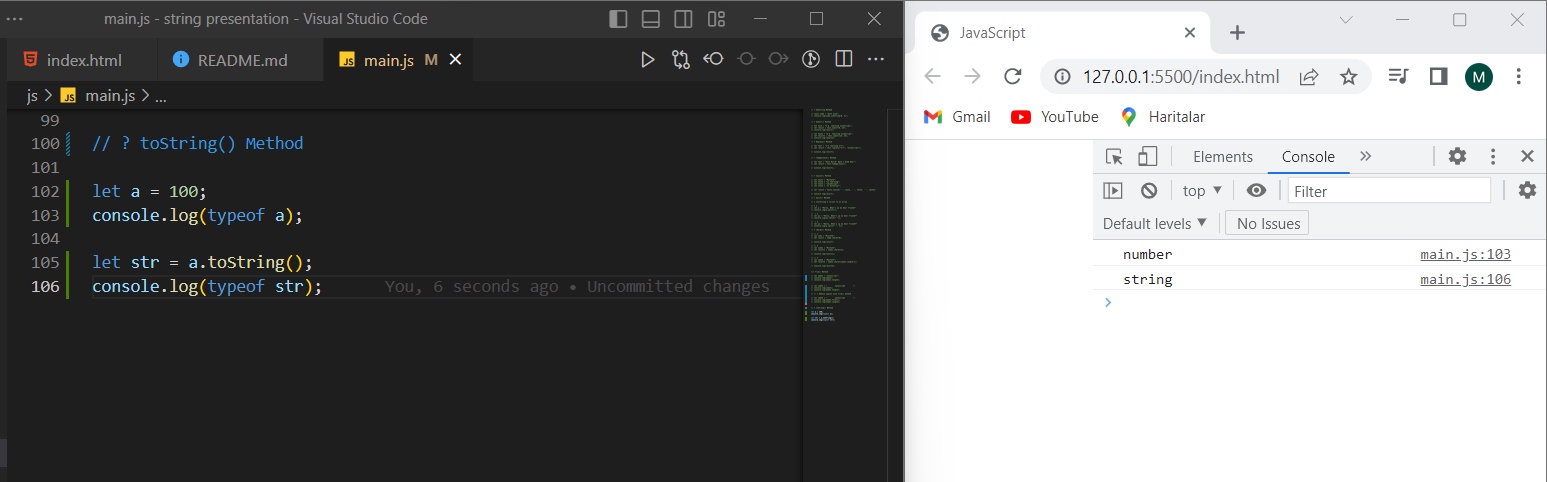 main.js - string presentation - Visual Studio Code
index.html README.md JS main.js M
js > JS main.js > ...
99
100 // ? toString() Method
101
102 let a = 100;
103 console.log(typeof a);
104
105 let str = a.toString();
106 console.log(typeof str); You, 6 seconds ago • Uncommitted changes
JavaScript
127.0.0.1:5500/index.html M
Gmail YouTube Haritalar
Elements Console
top Filter
Default levels No Issues
number main.js:103
string main.js:106